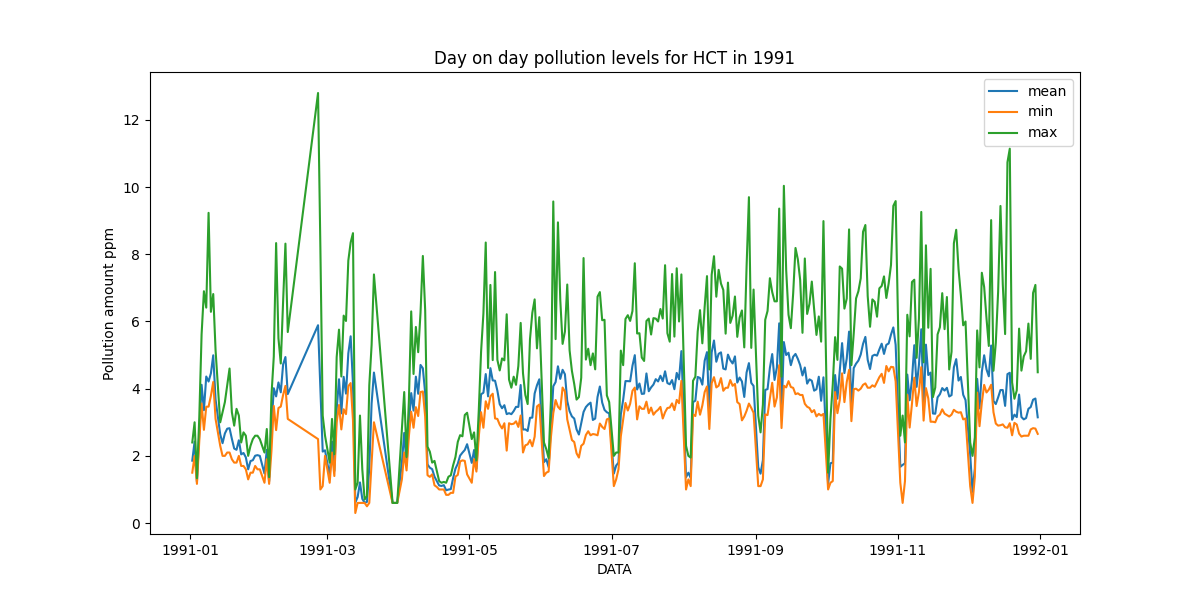 Day on day pollution levels for HCT in 1991
mean
min
max
Pollution amount ppm
12
10
8
6
4
2
0
1991-01 1991-03 1991-05 1991-07 1991-09 1991-11 1992-01
DATA